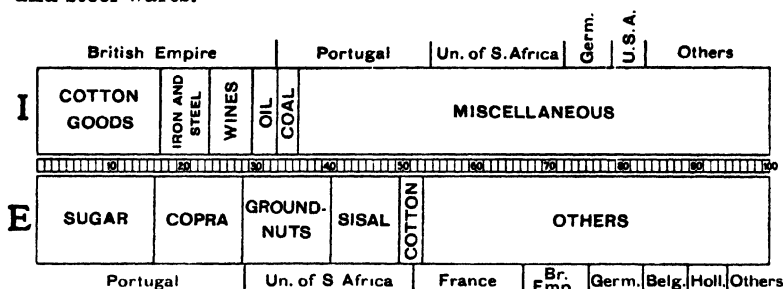 and steel wares.
British Empire Portugal Un. of S. Africa Germ. U.S.A. Others
I COTTON GOODS IRON AND STEEL WINES OIL COAL MISCELLANEOUS
10 20 30 40 50 60 70 80 90 100
E SUGAR COPRA GROUND-NUTS SISAL COTTON OTHERS
Portugal Un. of S Africa France Br. Emp. Germ. Belg. Holl. Others